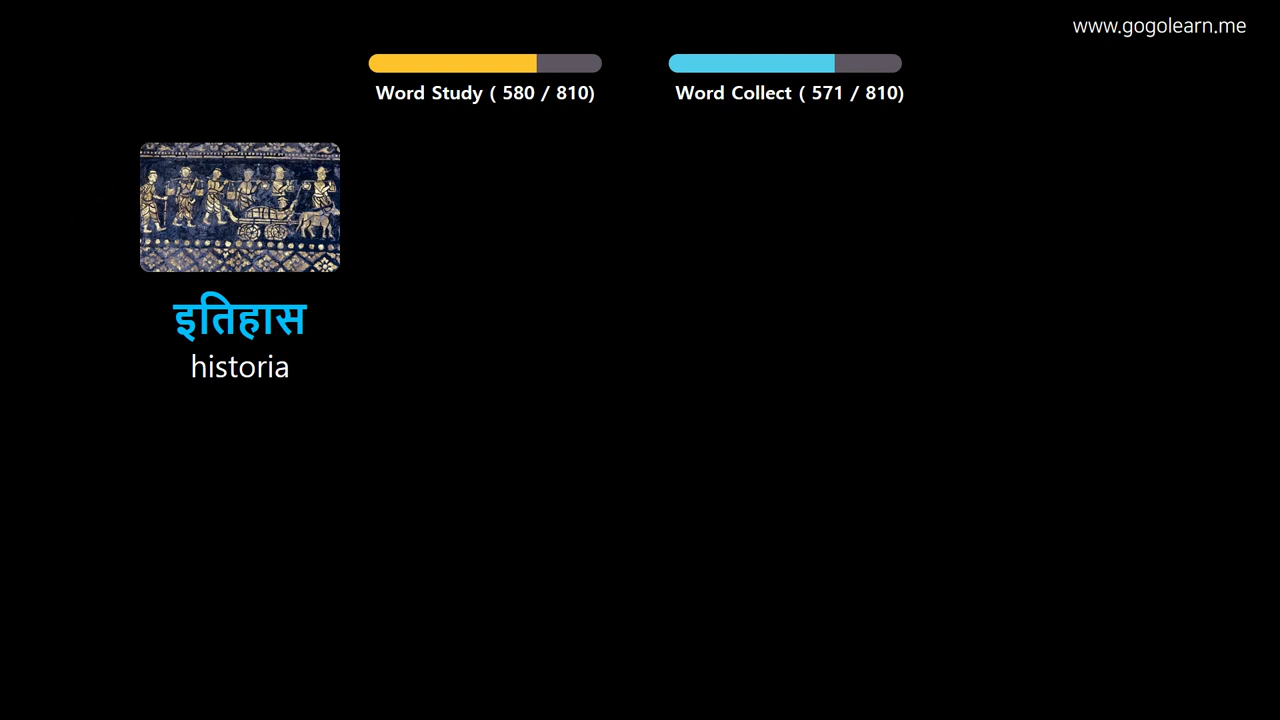 www.gogolearn.me
Word Study ( 580 / 810)
Word Collect ( 571 / 810)
इतिहास
historia